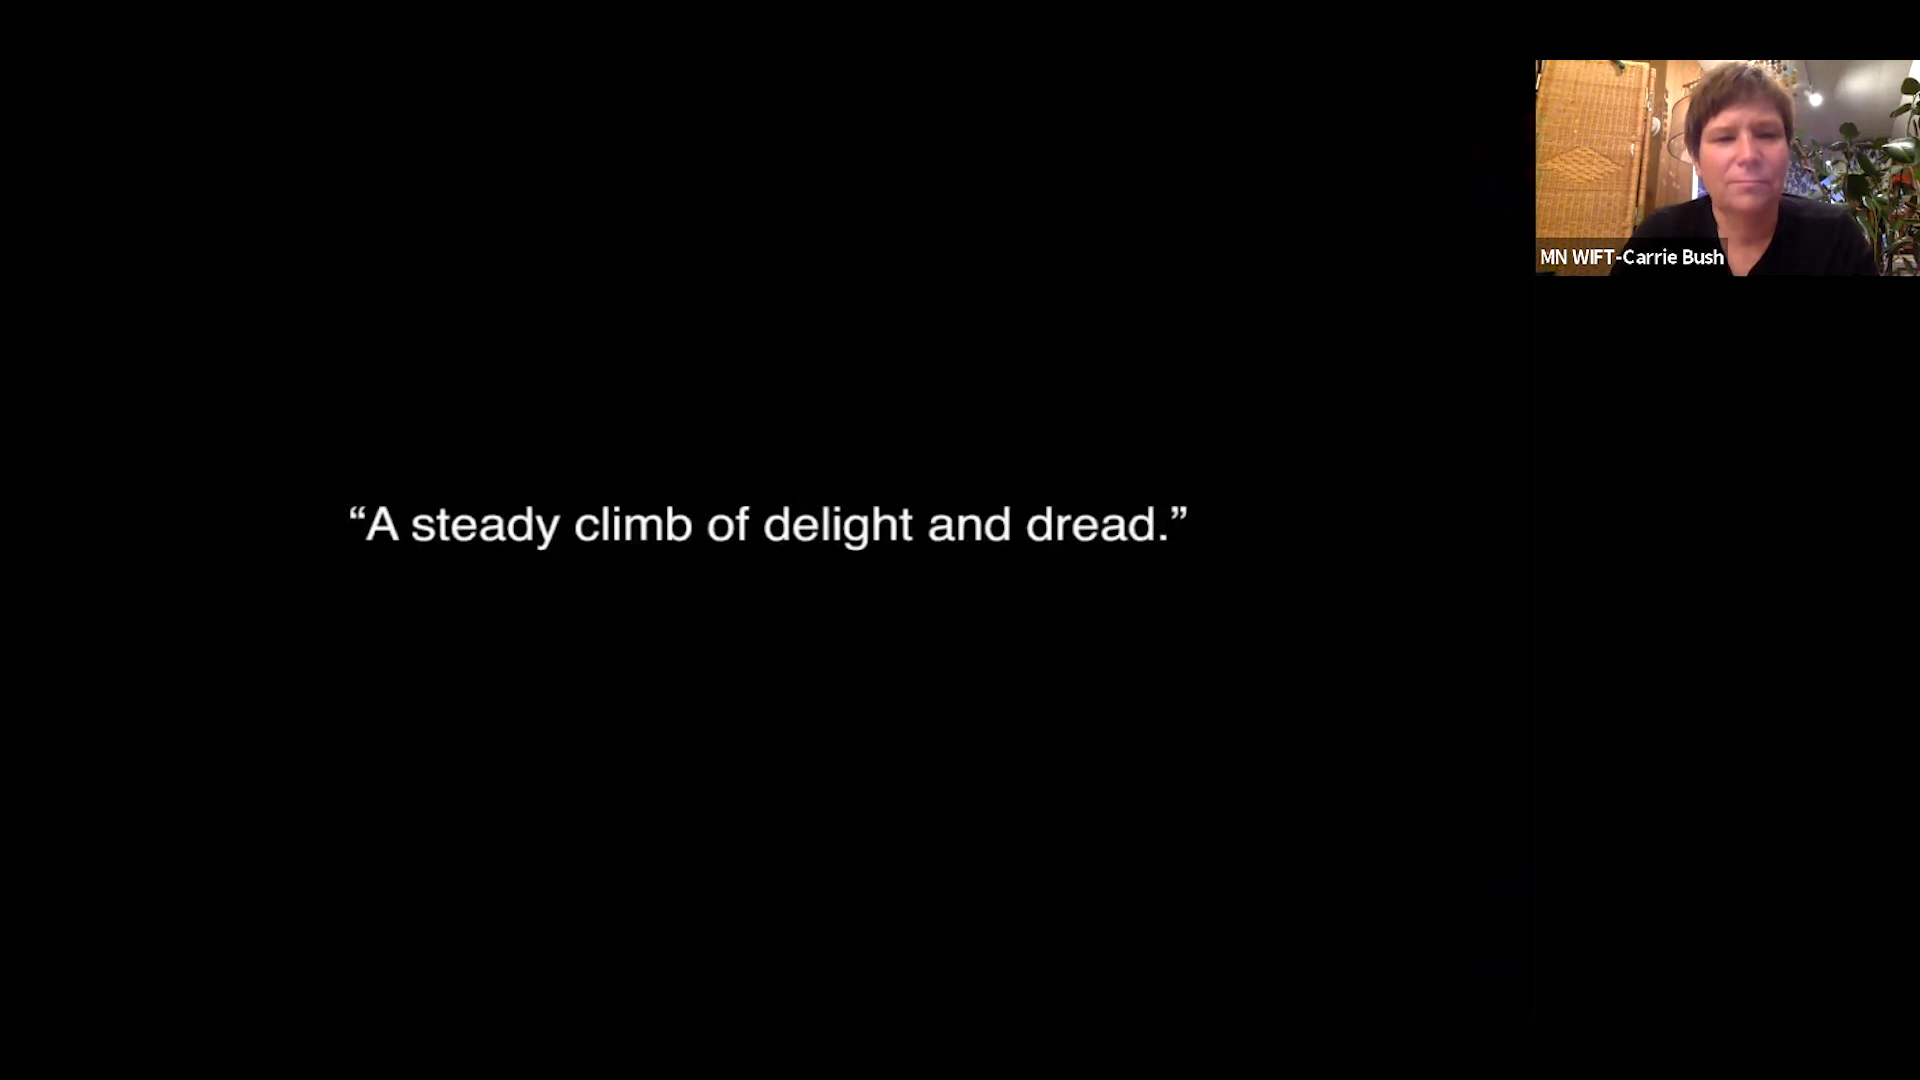 “A steady climb of delight and dread.”
MN WIFT-Carrie Bush